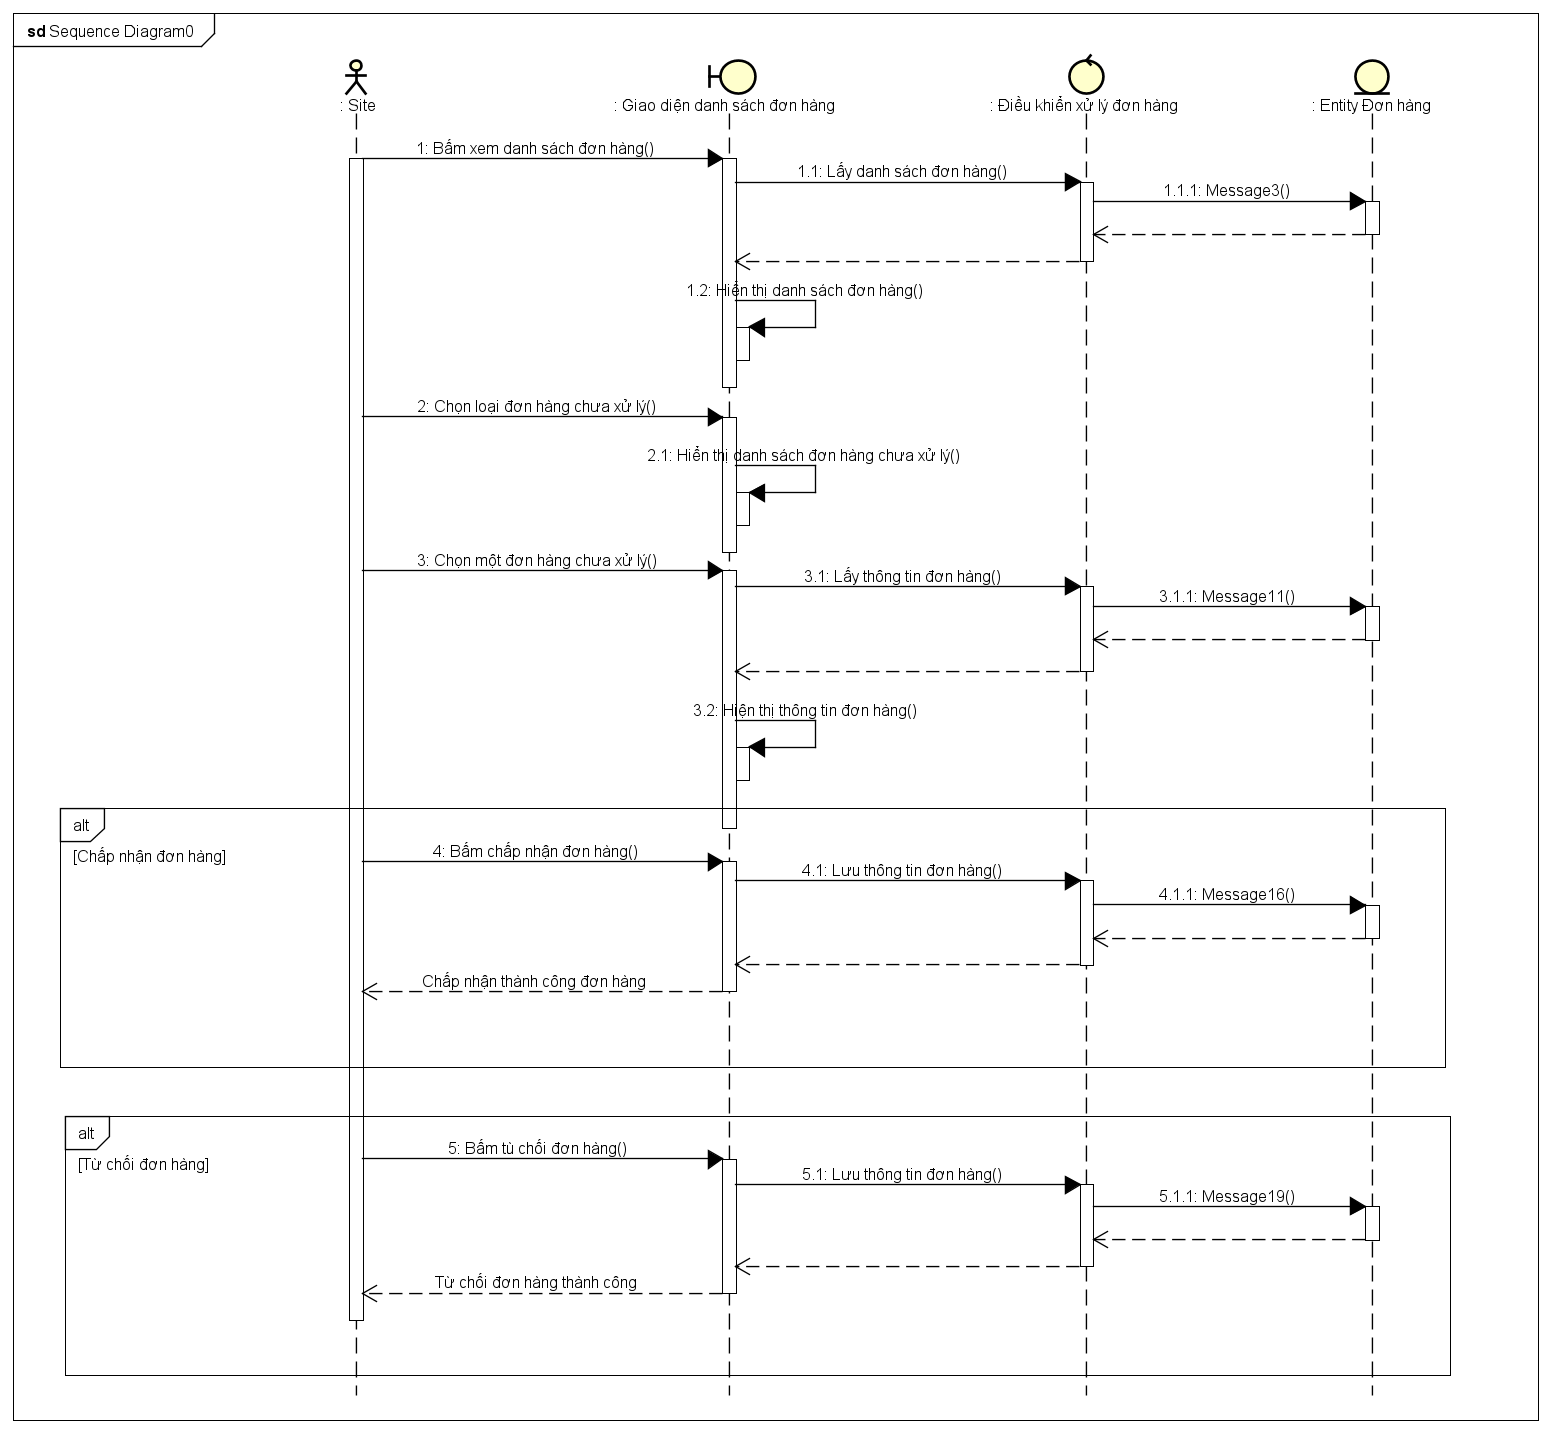 sd Sequence Diagram0
: Site
: Giao diện danh sách đơn hàng
: Điều khiển xử lý đơn hàng
: Entity Đơn hàng
1: Bấm xem danh sách đơn hàng()
1.1: Lấy danh sách đơn hàng()
1.1.1: Message3()
1.2: Hiển thị danh sách đơn hàng()
2: Chọn loại đơn hàng chưa xử lý()
2.1: Hiển thị danh sách đơn hàng chưa xử lý()
3: Chọn một đơn hàng chưa xử lý()
3.1: Lấy thông tin đơn hàng()
3.1.1: Message11()
3.2: Hiện thị thông tin đơn hàng()
alt
[Chấp nhận đơn hàng]
4: Bấm chấp nhận đơn hàng()
4.1: Lưu thông tin đơn hàng()
4.1.1: Message16()
Chấp nhận thành công đơn hàng
alt
[Từ chối đơn hàng]
5: Bấm tù chối đơn hàng()
5.1: Lưu thông tin đơn hàng()
5.1.1: Message19()
Từ chối đơn hàng thành công